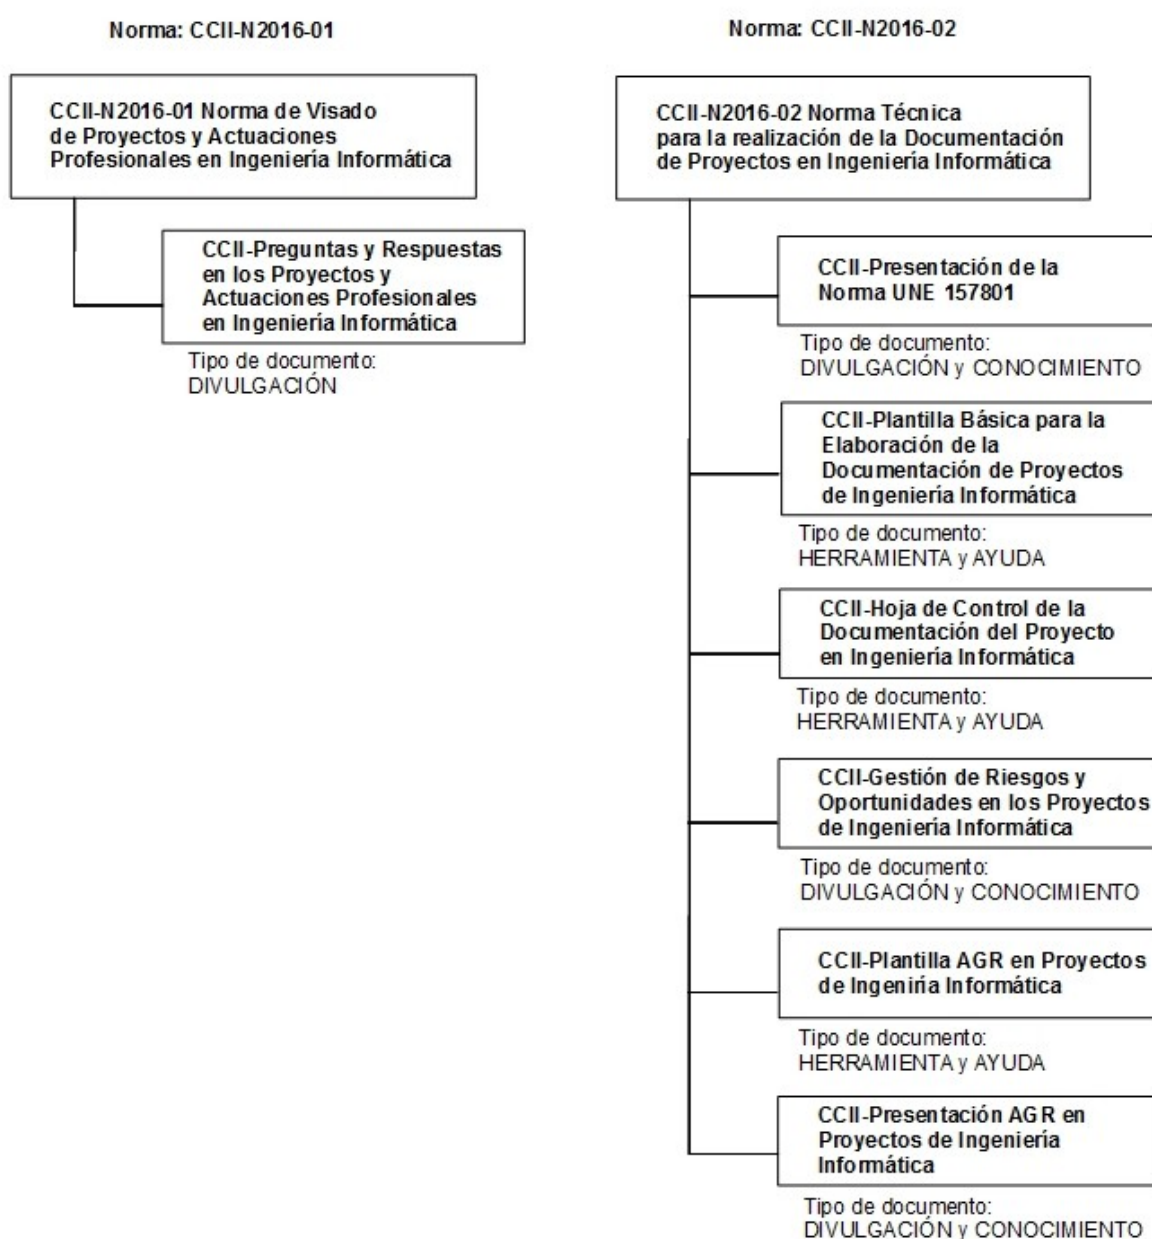 Norma: CCII-N2016-01
CCII-N2016-01 Norma de Visado
de Proyectos y Actuaciones
Profesionales en Ingeniería Informática
CCII-Preguntas y Respuestas
en los Proyectos y
Actuaciones Profesionales
en Ingeniería Informática
Tipo de documento:
DIVULGACIÓN
Norma: CCII-N2016-02
CCII-N2016-02 Norma Técnica
para la realización de la Documentación
de Proyectos en Ingeniería Informática
CCII-Presentación de la
Norma UNE 157801
Tipo de documento:
DIVULGACIÓN y CONOCIMIENTO
CCII-Plantilla Básica para la
Elaboración de la
Documentación de Proyectos
de Ingeniería Informática
Tipo de documento:
HERRAMIENTA y AYUDA
CCII-Hoja de Control de la
Documentación del Proyecto
en Ingeniería Informática
Tipo de documento:
HERRAMIENTA y AYUDA
CCII-Gestión de Riesgos y
Oportunidades en los Proyectos
de Ingeniería Informática
Tipo de documento:
DIVULGACIÓN y CONOCIMIENTO
CCII-Plantilla AGR en Proyectos
de Ingeniría Informática
Tipo de documento:
HERRAMIENTA y AYUDA
CCII-Presentación AGR en
Proyectos de Ingeniería
Informática
Tipo de documento:
DIVULGACIÓN y CONOCIMIENTO